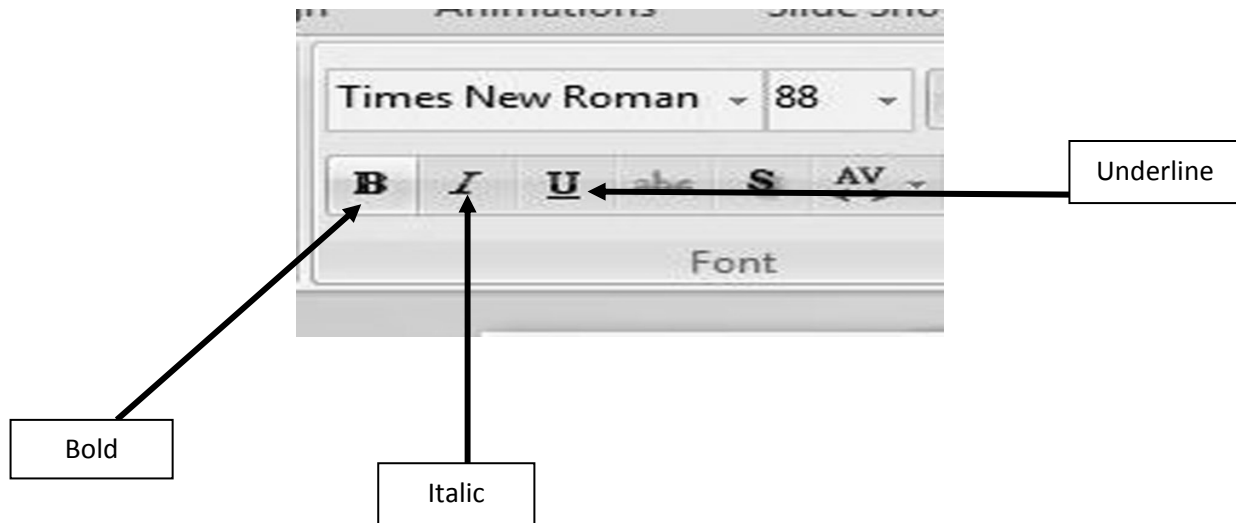 Animations
Times New Roman 88
B I U abc S AV
Underline
Font
Bold
Italic